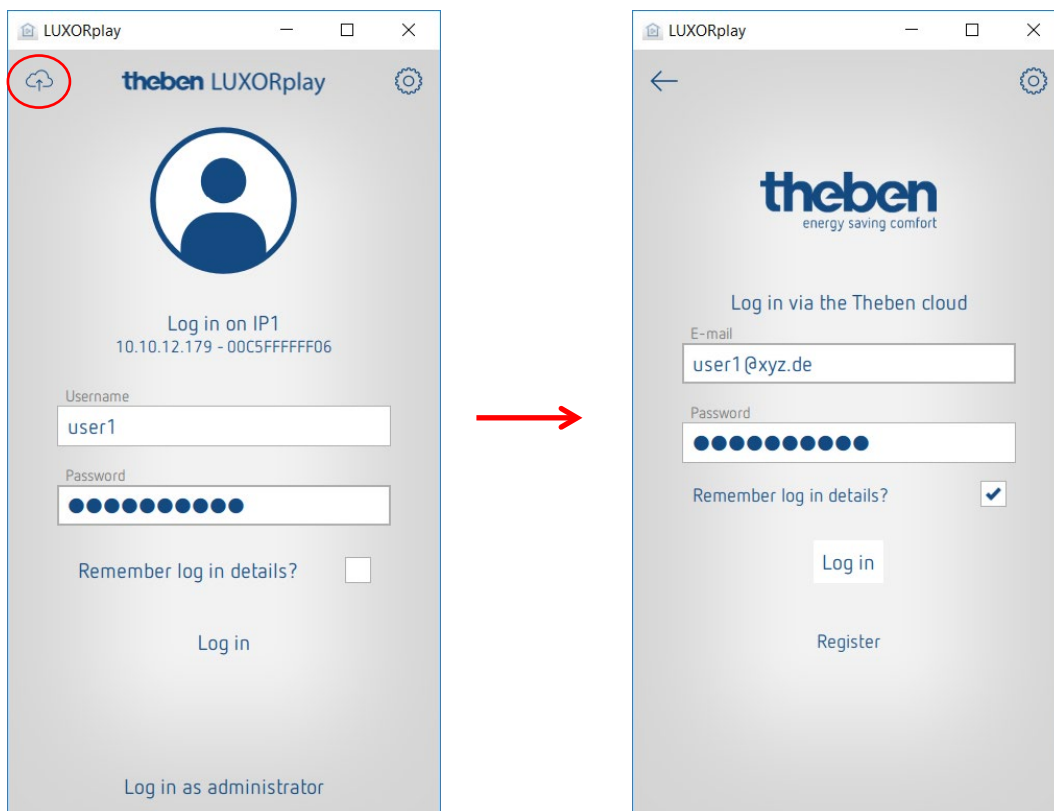 LUXORplay
theben LUXORplay
Log in on IP1
10.10.12.179 - 00C5FFFFFF06
Username
user1
Password
Remember log in details?
Log in
Log in as administrator
LUXORplay
theben
energy saving comfort
Log in via the Theben cloud
E-mail
user1@xyz.de
Password
Remember log in details?
Log in
Register